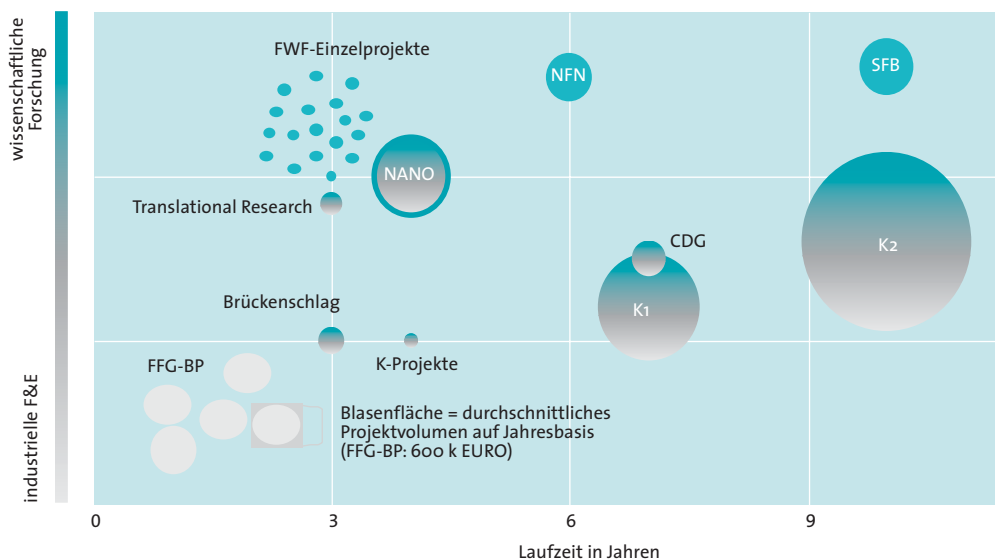 wissenschaftliche
Forschung
industrielle F&E
FWF-Einzelprojekte
NFN
SFB
NANO
Translational Research
CDG
K2
K1
Brückenschlag
K-Projekte
FFG-BP
Blasenfläche = durchschnittliches
Projektvolumen auf Jahresbasis
(FFG-BP: 600 k EURO)
0
3
6
9
Laufzeit in Jahren